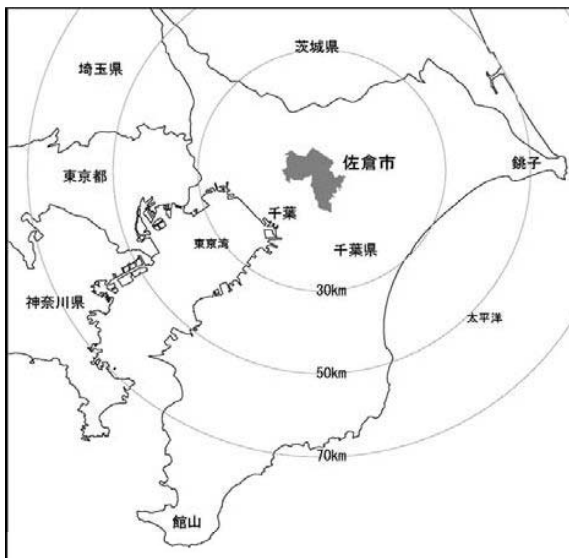 茨城県
埼玉県
佐倉市
銚子
東京都
千葉
東京湾
千葉県
30km
神奈川県
太平洋
50km
70km
館山